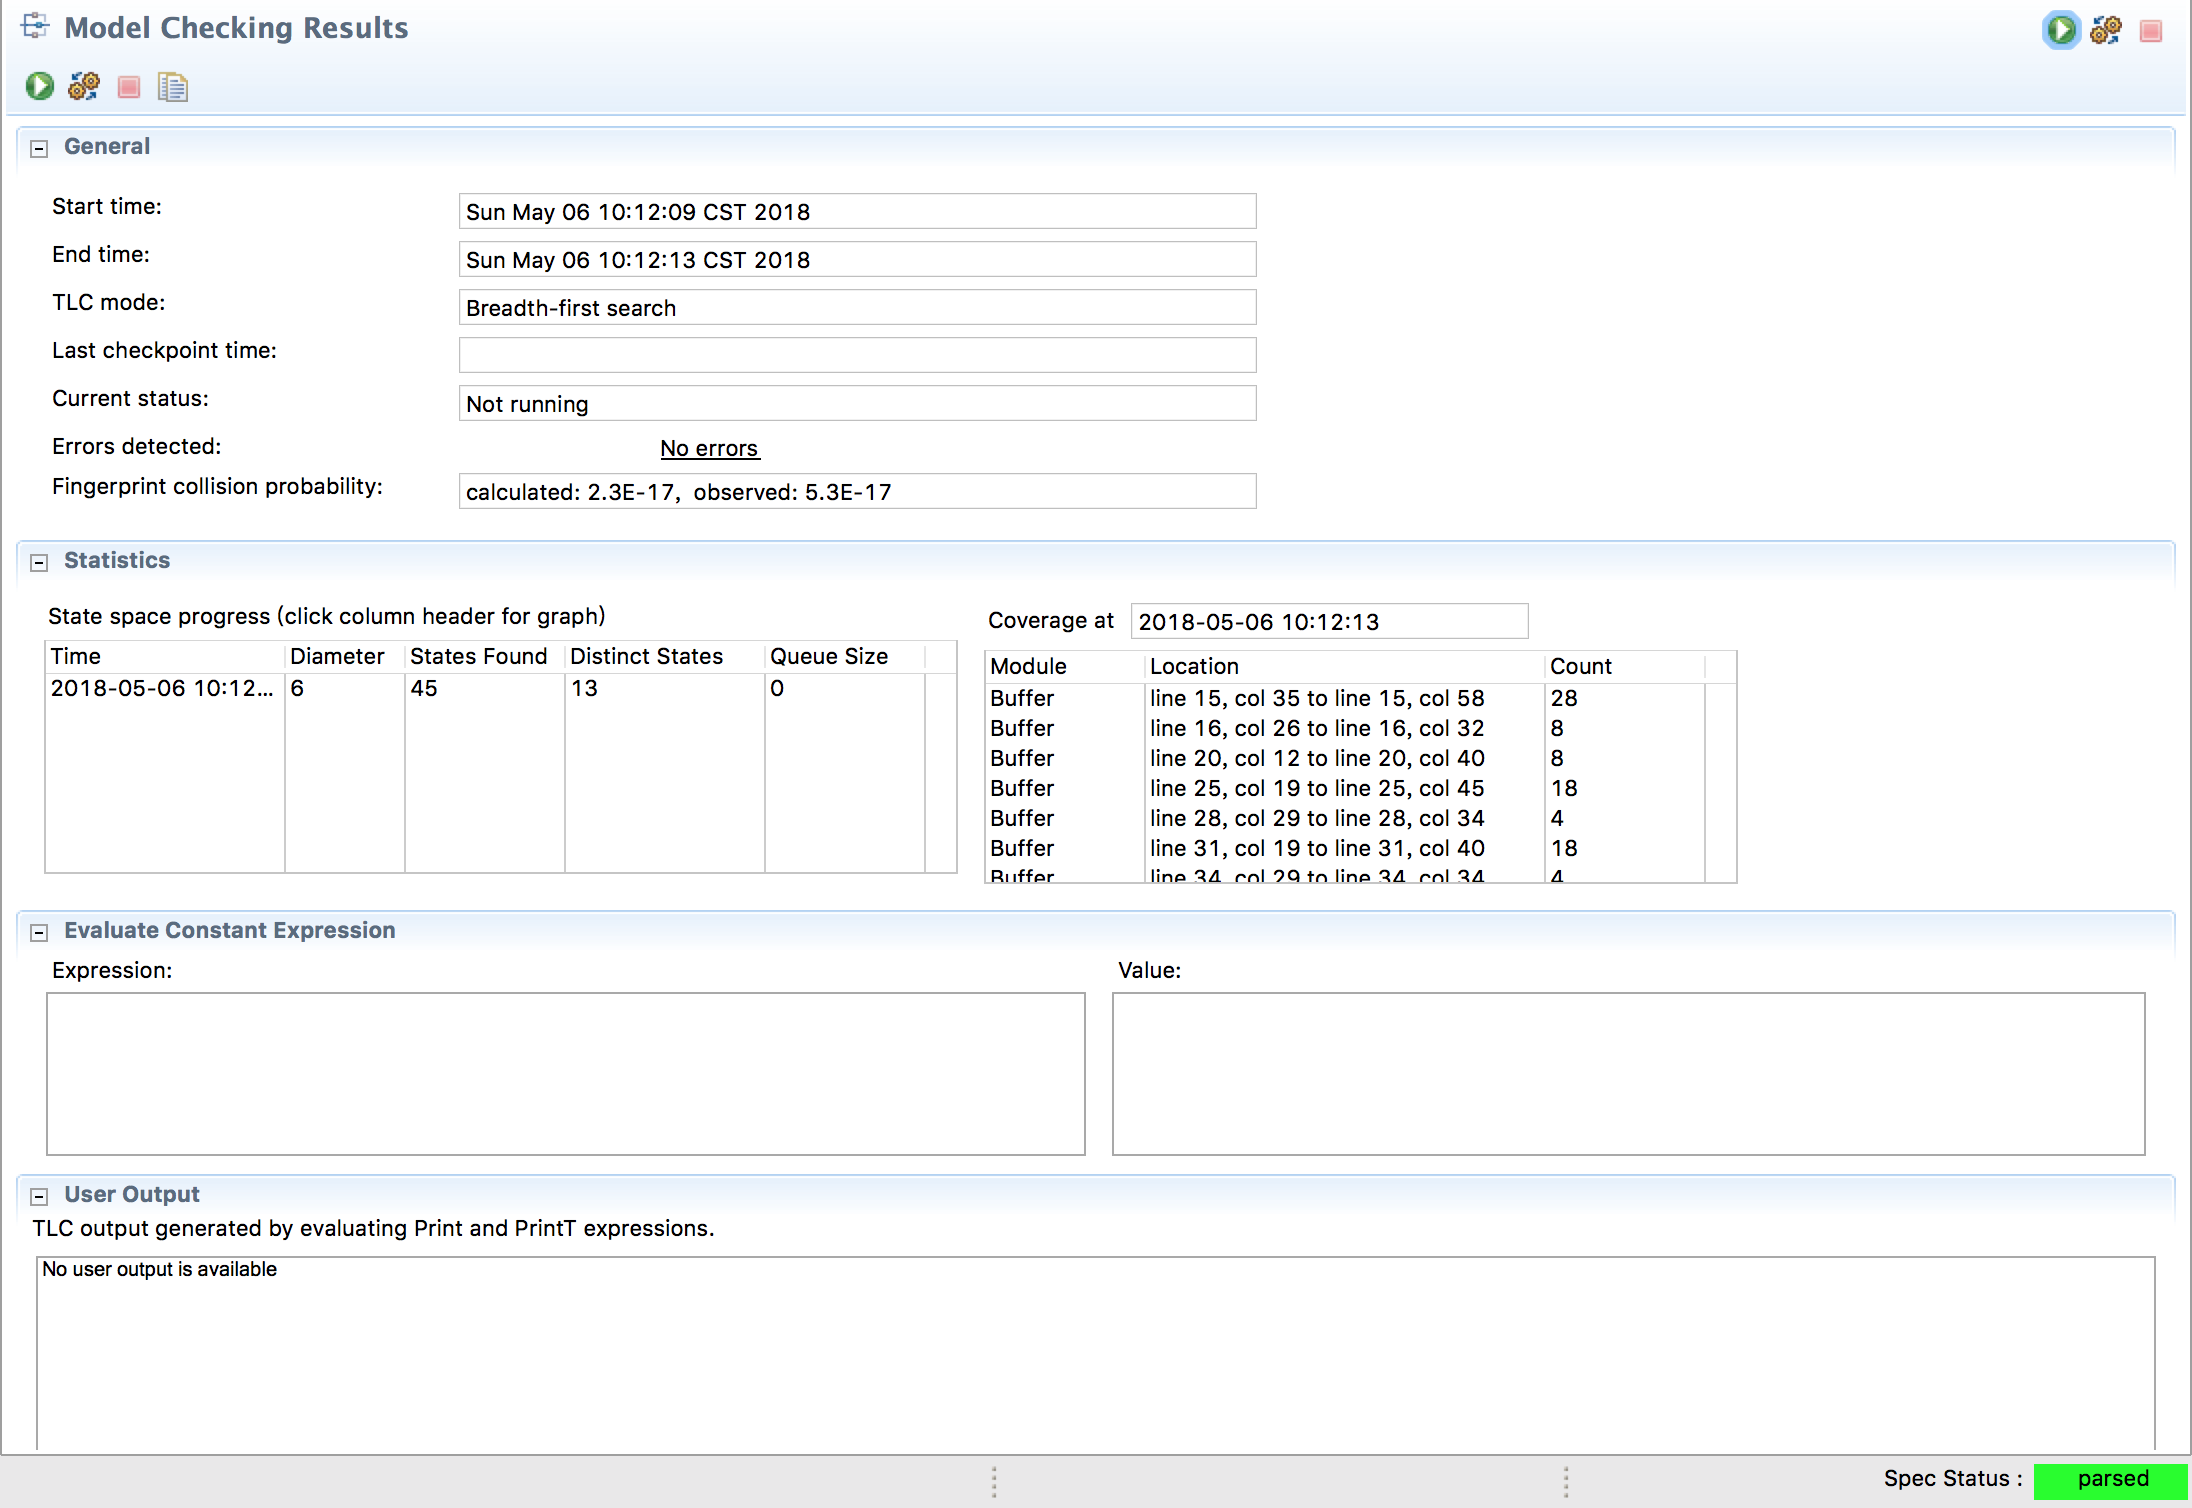 Model Checking Results
General
Start time: Sun May 06 10:12:09 CST 2018
End time: Sun May 06 10:12:13 CST 2018
TLC mode: Breadth-first search
Last checkpoint time:
Current status: Not running
Errors detected: No errors
Fingerprint collision probability: calculated: 2.3E-17, observed: 5.3E-17
Statistics
State space progress (click column header for graph)
Time Diameter States Found Distinct States Queue Size
2018-05-06 10:12... 6 45 13 0
Coverage at 2018-05-06 10:12:13
Module Location Count
Buffer line 15, col 35 to line 15, col 58 28
Buffer line 16, col 26 to line 16, col 32 8
Buffer line 20, col 12 to line 20, col 40 8
Buffer line 25, col 19 to line 25, col 45 18
Buffer line 28, col 29 to line 28, col 34 4
Buffer line 31, col 19 to line 31, col 40 18
Buffer line 34, col 29 to line 34, col 34 4
Evaluate Constant Expression
Expression: Value:
User Output
TLC output generated by evaluating Print and PrintT expressions.
No user output is available
Spec Status : parsed